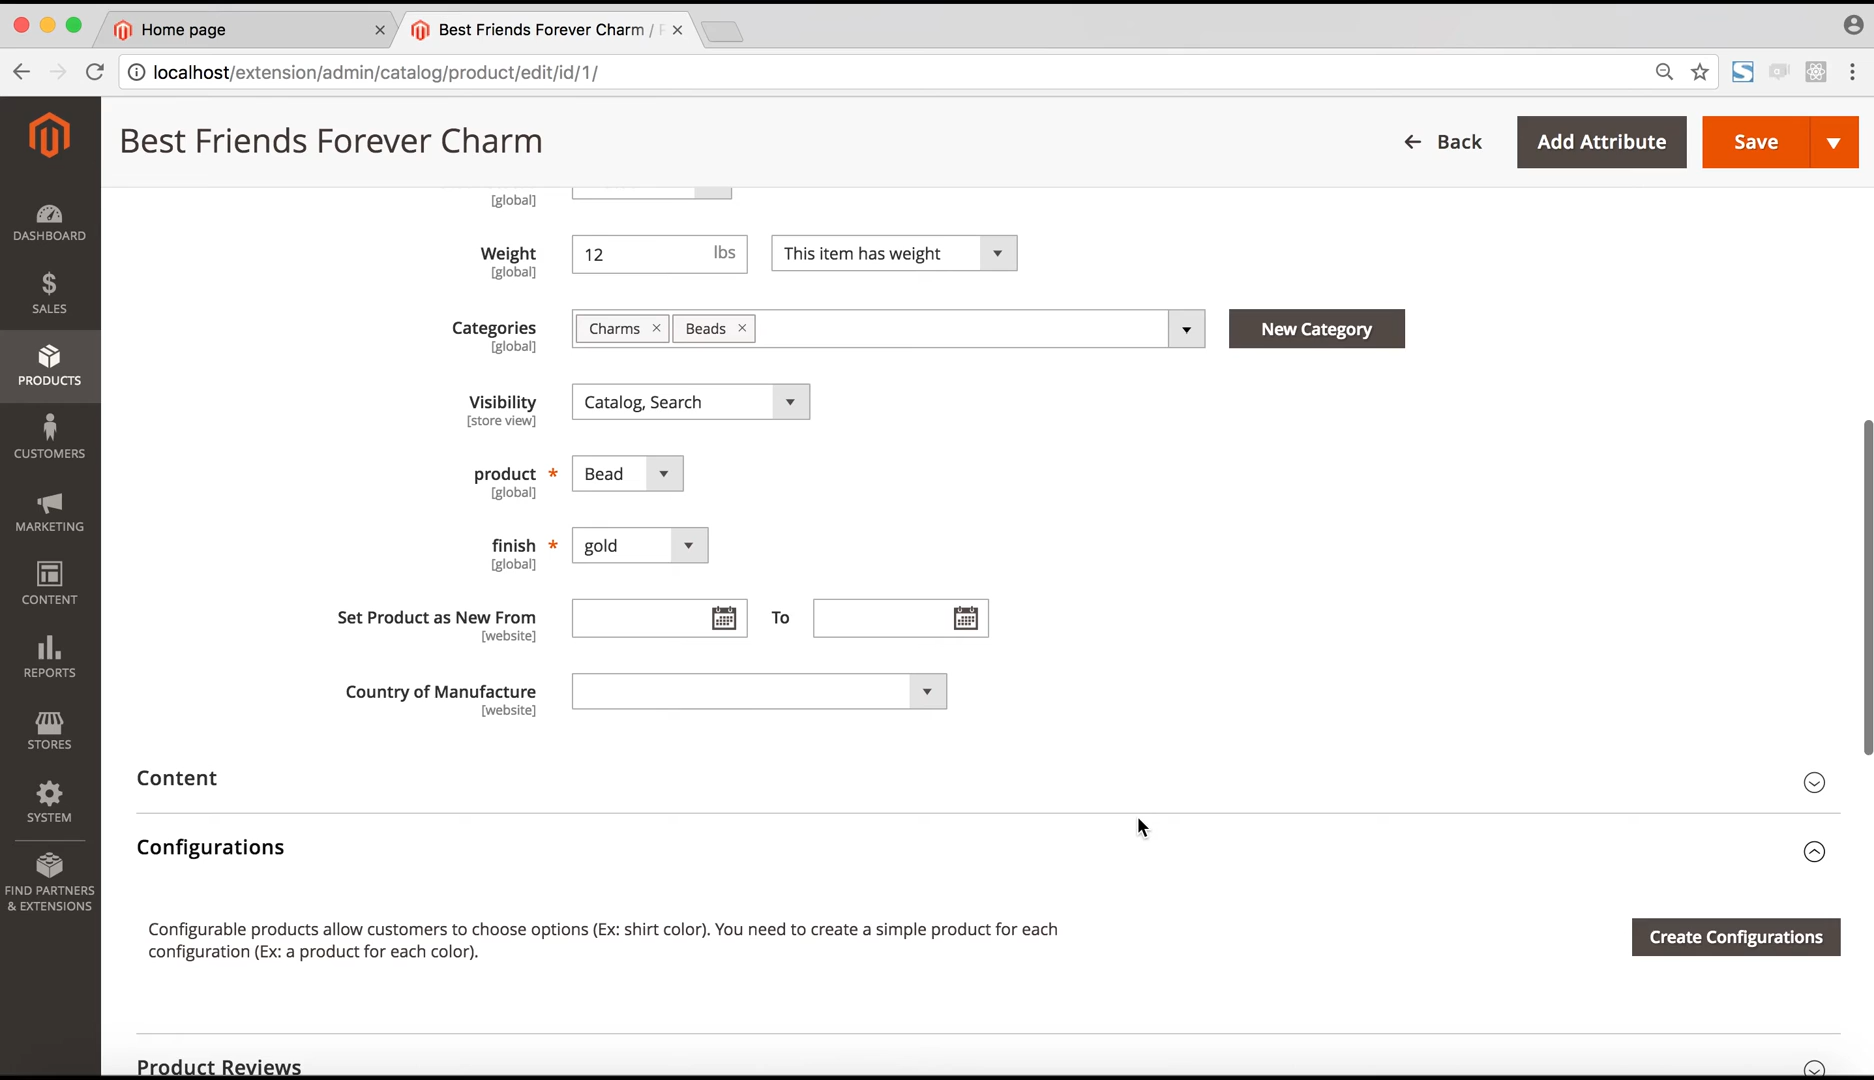 Home page
Best Friends Forever Charm /
localhost/extension/admin/catalog/product/edit/id/1/
Best Friends Forever Charm
Back
Add Attribute
Save
DASHBOARD
SALES
PRODUCTS
CUSTOMERS
MARKETING
CONTENT
REPORTS
STORES
SYSTEM
FIND PARTNERS
& EXTENSIONS
[global]
Weight
[global]
12 lbs
This item has weight
Categories
[global]
Charms
Beads
New Category
Visibility
[store view]
Catalog, Search
product *
[global]
Bead
finish *
[global]
gold
Set Product as New From
[website]
To
Country of Manufacture
[website]
Content
Configurations
Configurable products allow customers to choose options (Ex: shirt color). You need to create a simple product for each
configuration (Ex: a product for each color).
Create Configurations
Product Reviews